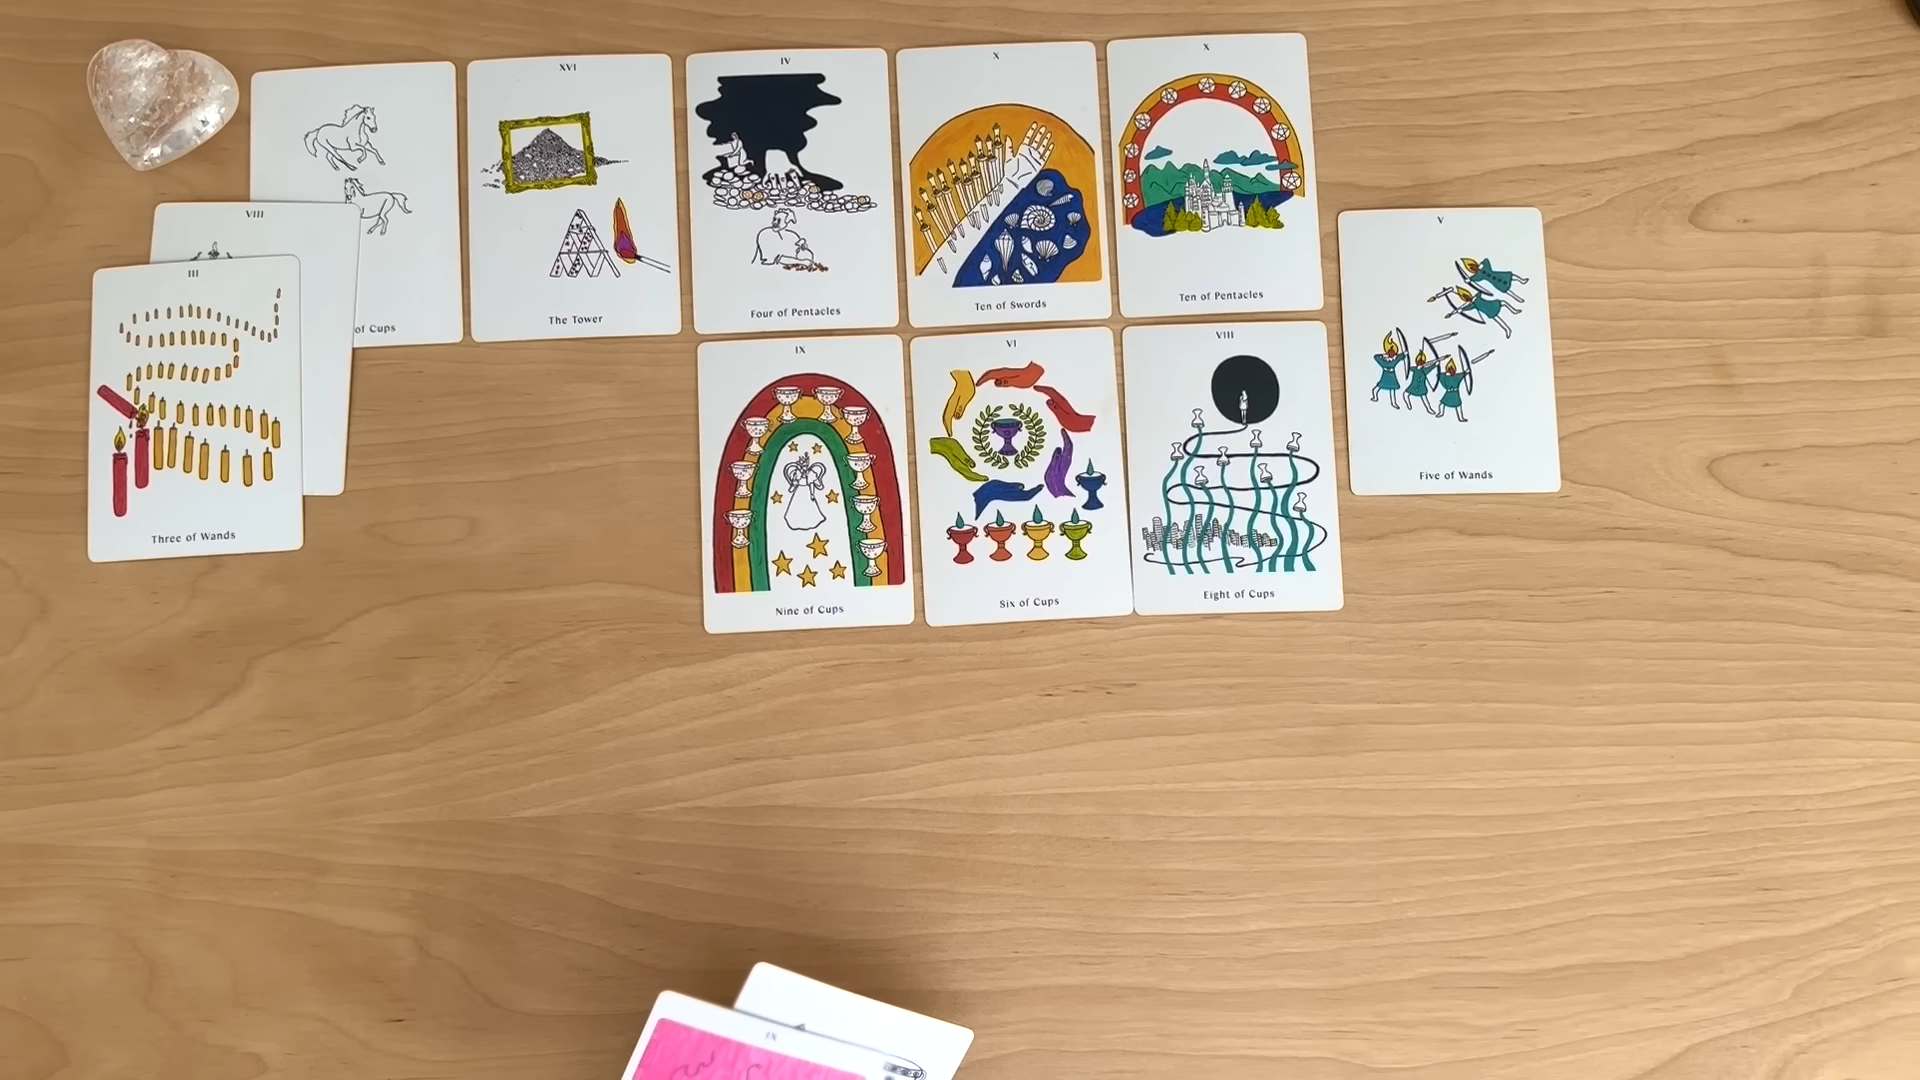 of Cups
XVI
The Tower
IV
Four of Pentacles
X
Ten of Swords
X
Ten of Pentacles
VIII
III
Three of Wands
IX
Nine of Cups
VI
Six of Cups
VIII
Eight of Cups
V
Five of Wands
IX